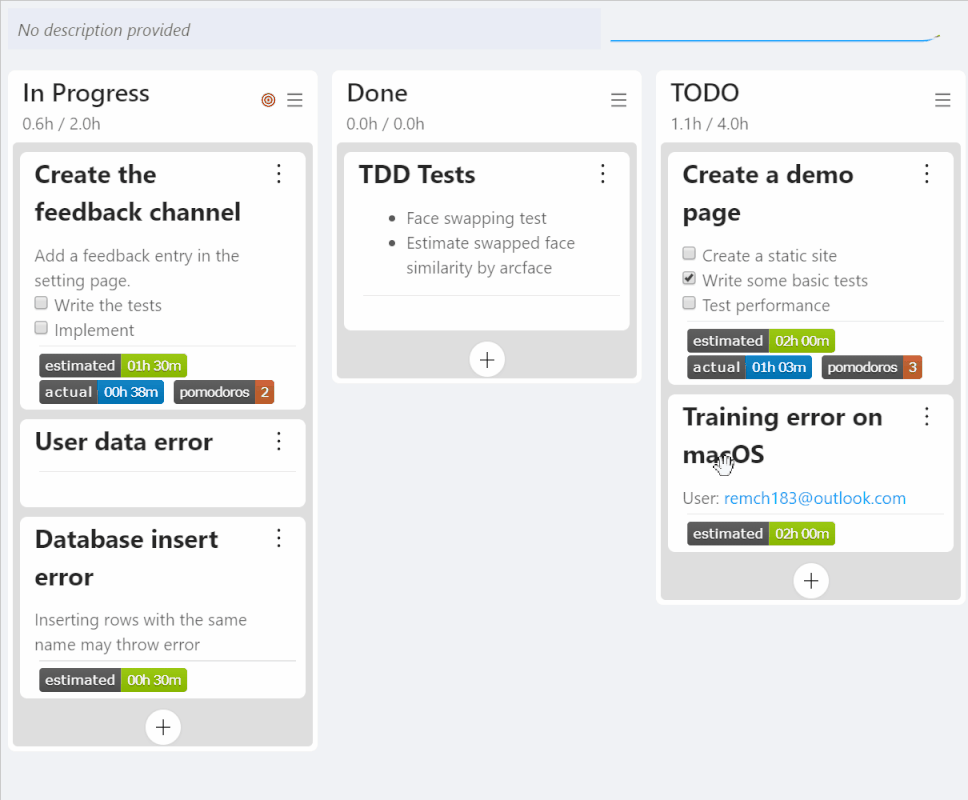 No description provided
In Progress
0.6h / 2.0h
Create the
feedback channel
Add a feedback entry in the
setting page.
Write the tests
Implement
estimated 01h 30m
actual 00h 38m pomodoros 2
User data error
Database insert
error
Inserting rows with the same
name may throw error
estimated 00h 30m
Done
0.0h / 0.0h
TDD Tests
Face swapping test
Estimate swapped face
similarity by arcface
TODO
1.1h / 4.0h
Create a demo
page
Create a static site
Write some basic tests
Test performance
estimated 02h 00m
actual 01h 03m pomodoros 3
Training error on
macOS
User: remch183@outlook.com
estimated 02h 00m